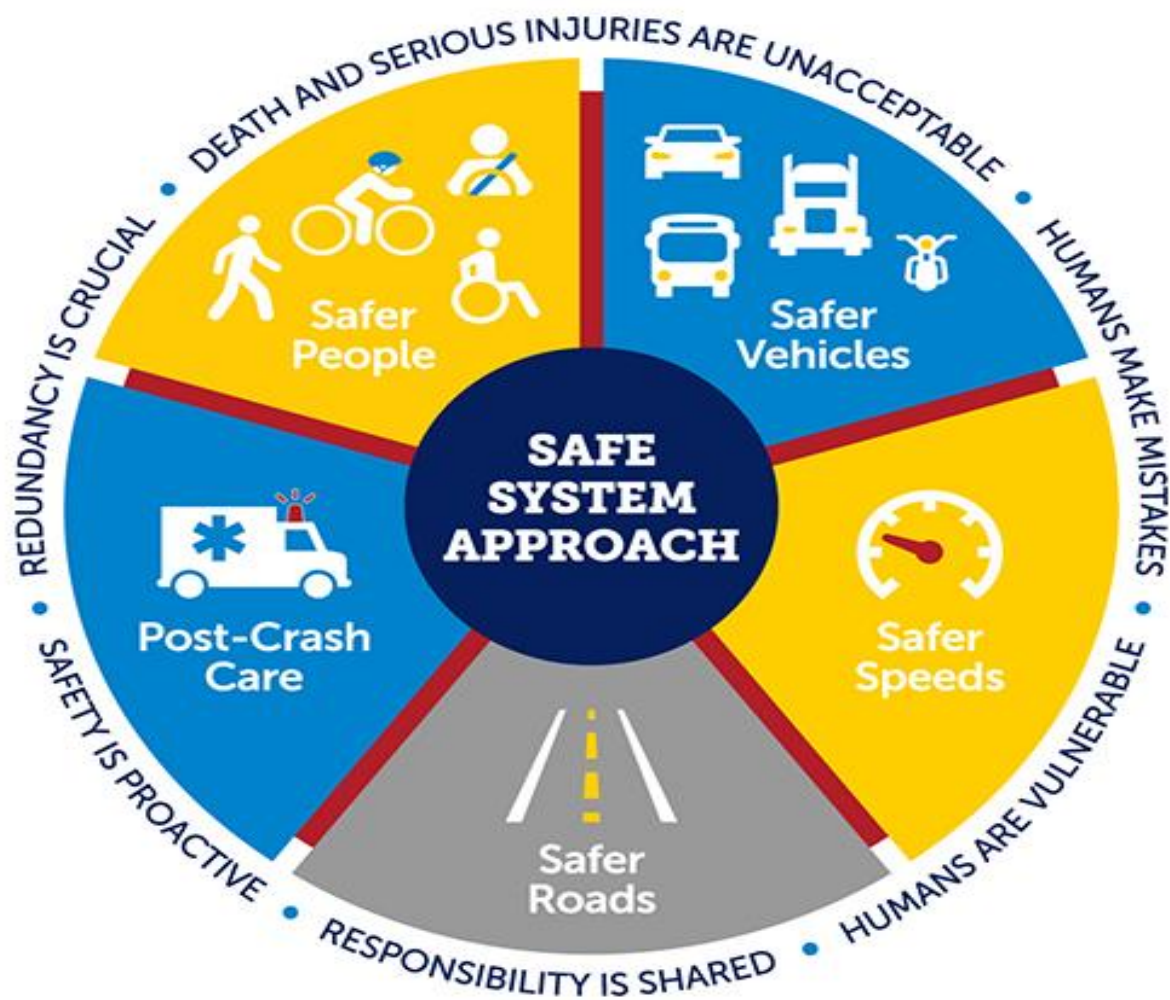 DEATH AND SERIOUS INJURIES ARE UNACCEPTABLE
HUMANS MAKE MISTAKES
HUMANS ARE VULNERABLE
RESPONSIBILITY IS SHARED
SAFETY IS PROACTIVE
REDUNDANCY IS CRUCIAL
Safer
People
Safer
Vehicles
SAFE
SYSTEM
APPROACH
Safer
Speeds
Post-Crash
Care
Safer
Roads